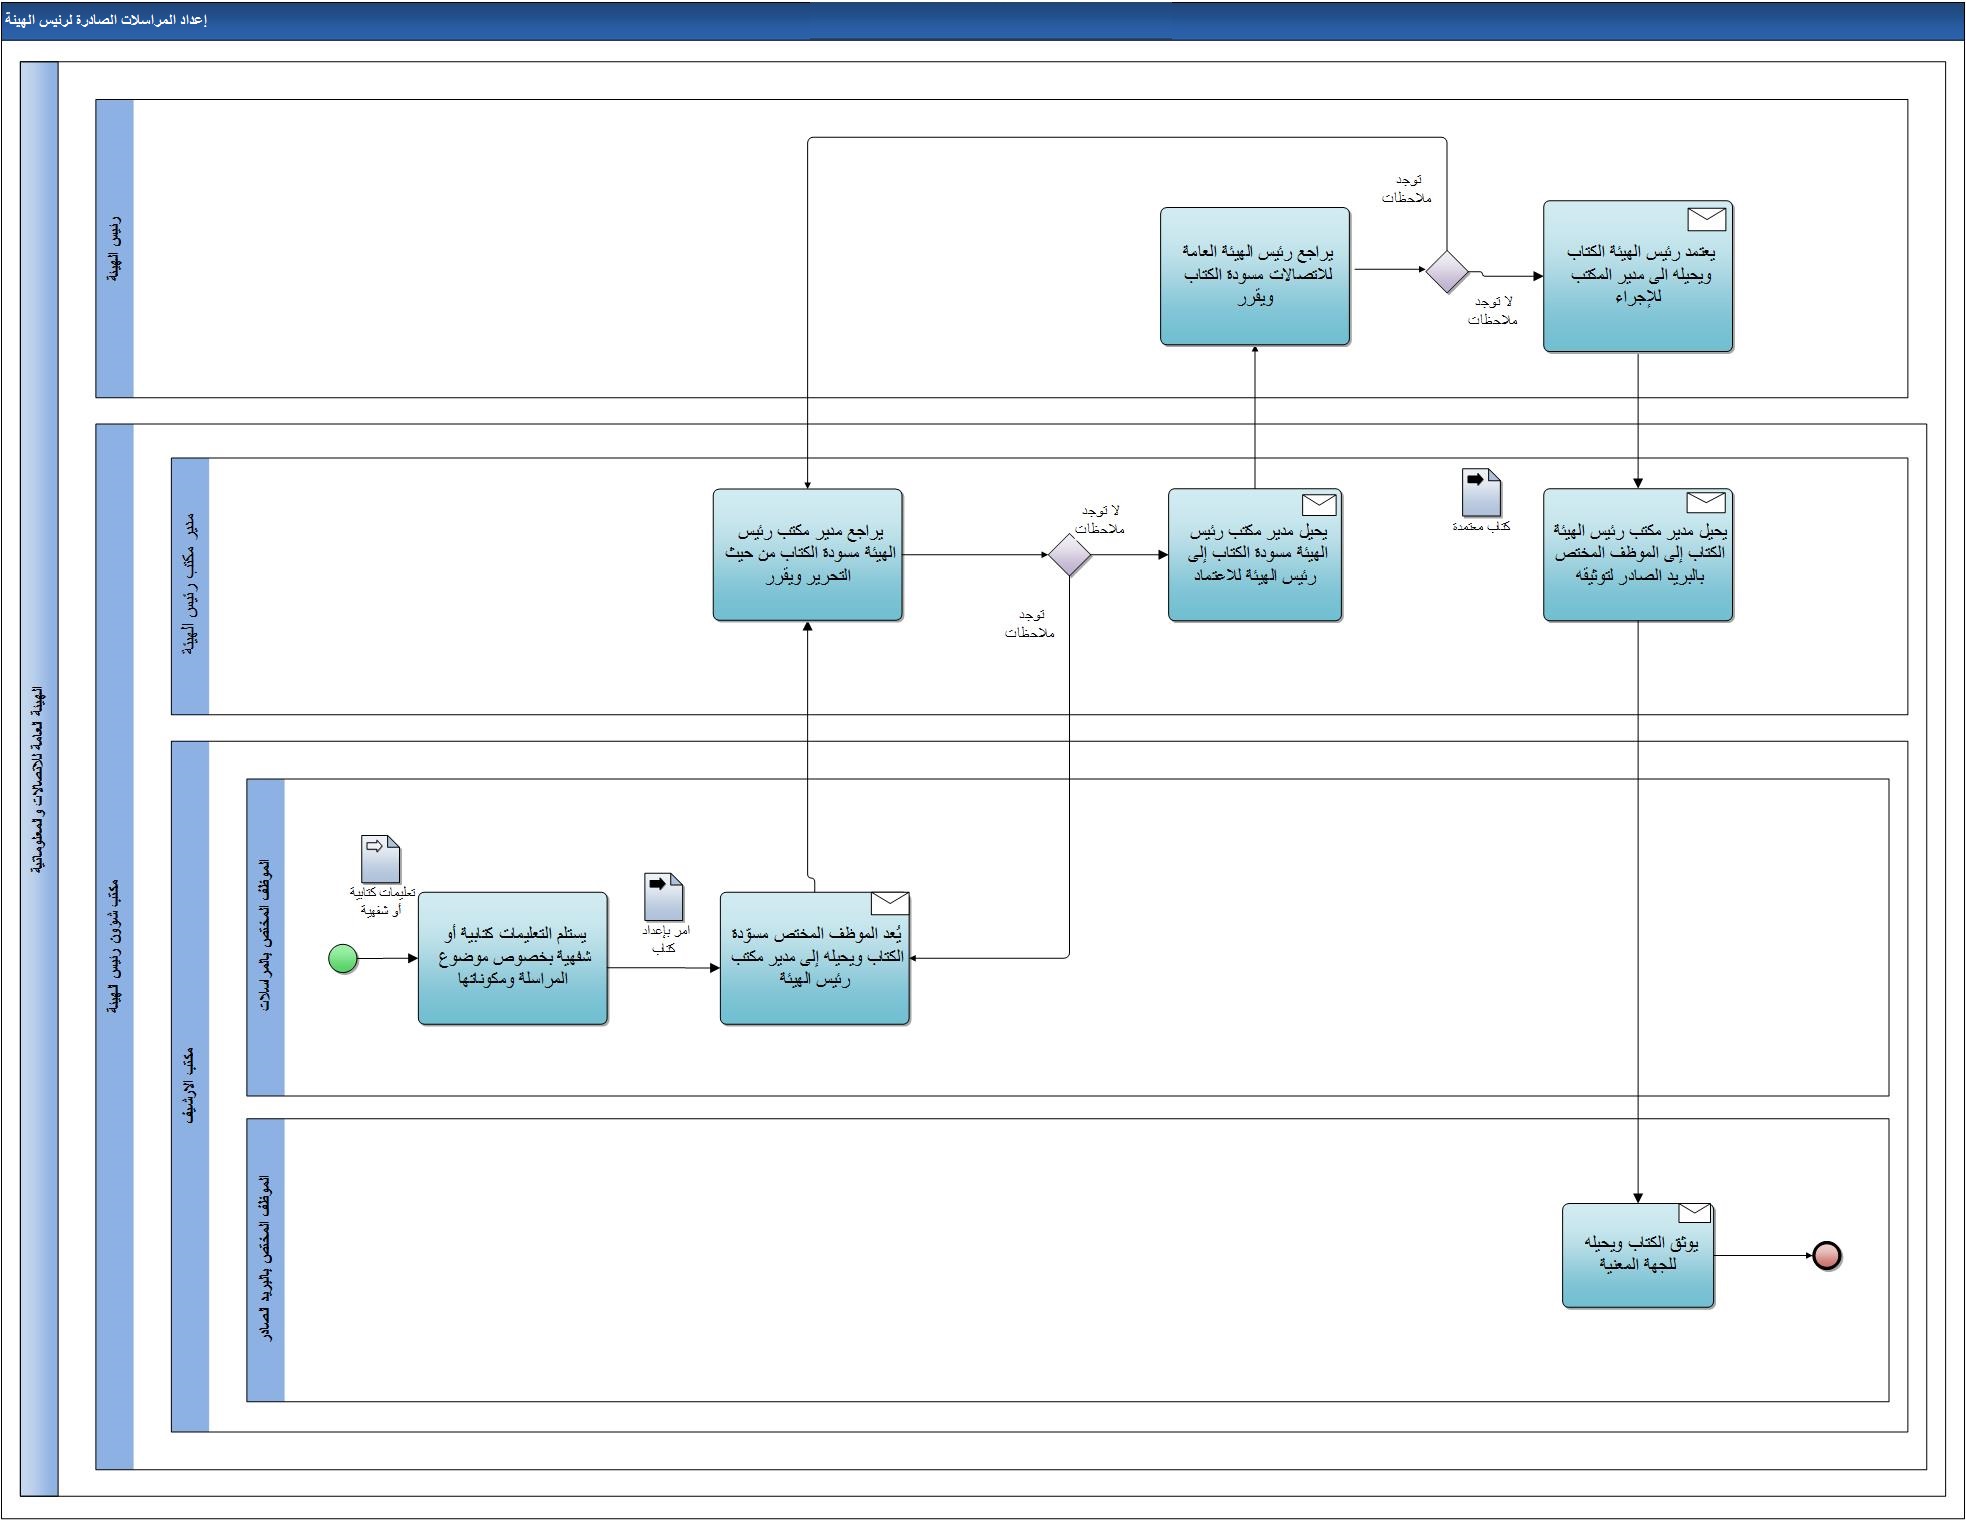 إعداد المراسلات الصادرة لرئيس الهيئة
الهيئة العامة للاتصالات والمعلوماتية
رئيس الهيئة
توجد
ملاحظات
يراجع رئيس الهيئة العامة
للاتصالات مسودة الكتاب
ويقرر
لا توجد
ملاحظات
يعتمد رئيس الهيئة الكتاب
ويحيله الى مدير المكتب
للإجراء
مكتب شؤون رئيس الهيئة
مدير مكتب رئيس الهيئة
يراجع مدير مكتب رئيس
الهيئة مسودة الكتاب من حيث
التحرير ويقرر
لا توجد
ملاحظات
توجد
ملاحظات
يحيل مدير مكتب رئيس
الهيئة مسودة الكتاب إلى
رئيس الهيئة للاعتماد
كتاب معتمدة
يحيل مدير مكتب رئيس الهيئة
الكتاب إلى الموظف المختص
بالبريد الصادر لتوثيقه
مكتب الارشيف
الموظف المختص بالمراسلات
تعليمات كتابية
أو شفهية
يستلم التعليمات كتابية أو
شفهية بخصوص موضوع
المراسلة ومكوناتها
امر بإعداد
كتاب
يُعد الموظف المختص مسوّدة
الكتاب ويحيله إلى مدير مكتب
رئيس الهيئة
الموظف المختص بالبريد الصادر
يوثق الكتاب ويحيله
للجهة المعنية